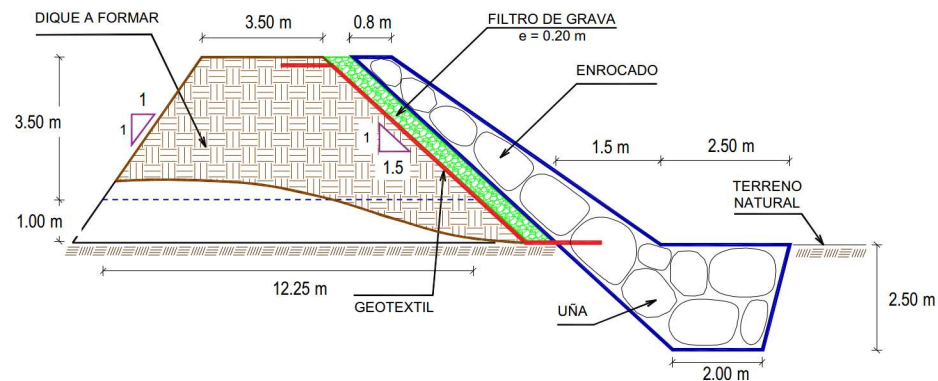 DIQUE A FORMAR
3.50 m
0.8 m
FILTRO DE GRAVA
e = 0.20 m
ENROCADO
1
1
3.50 m
1
1.5
1.5 m
2.50 m
TERRENO
NATURAL
1.00 m
12.25 m
GEOTEXTIL
UÑA
2.50 m
2.00 m